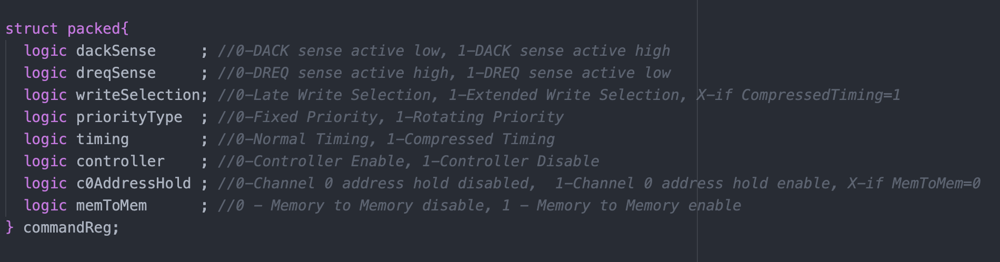 struct packed{
logic dackSense ; //0-DACK sense active low, 1-DACK sense active high
logic dreqSense ; //0-DREQ sense active high, 1-DREQ sense active low
logic writeSelection; //0-Late Write Selection, 1-Extended Write Selection, X-if CompressedTiming=1
logic priorityType ; //0-Fixed Priority, 1-Rotating Priority
logic timing ; //0-Normal Timing, 1-Compressed Timing
logic controller ; //0-Controller Enable, 1-Controller Disable
logic c0AddressHold ; //0-Channel 0 address hold disabled,  1-Channel 0 address hold enable, X-if MemToMem=0
logic memToMem ; //0 - Memory to Memory disable, 1 - Memory to Memory enable
} commandReg;